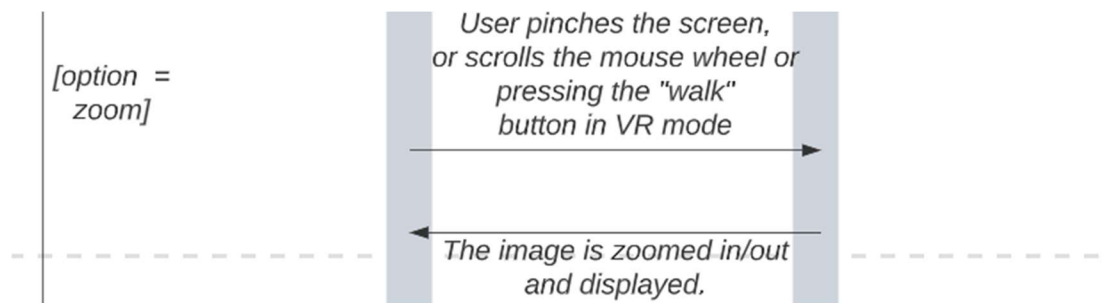 User pinches the screen,
or scrolls the mouse wheel or
pressing the "walk"
button in VR mode
[option =
zoom]
The image is zoomed in/out
and displayed.